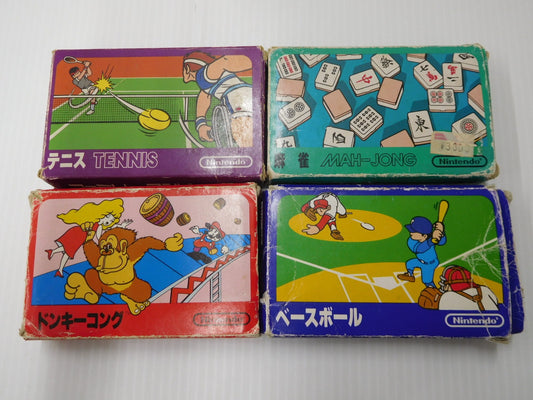 テニス TENNIS Nintendo
麻雀 MAH-JONG Nintendo
ドンキーコング Nintendo
ベースボール Nintendo